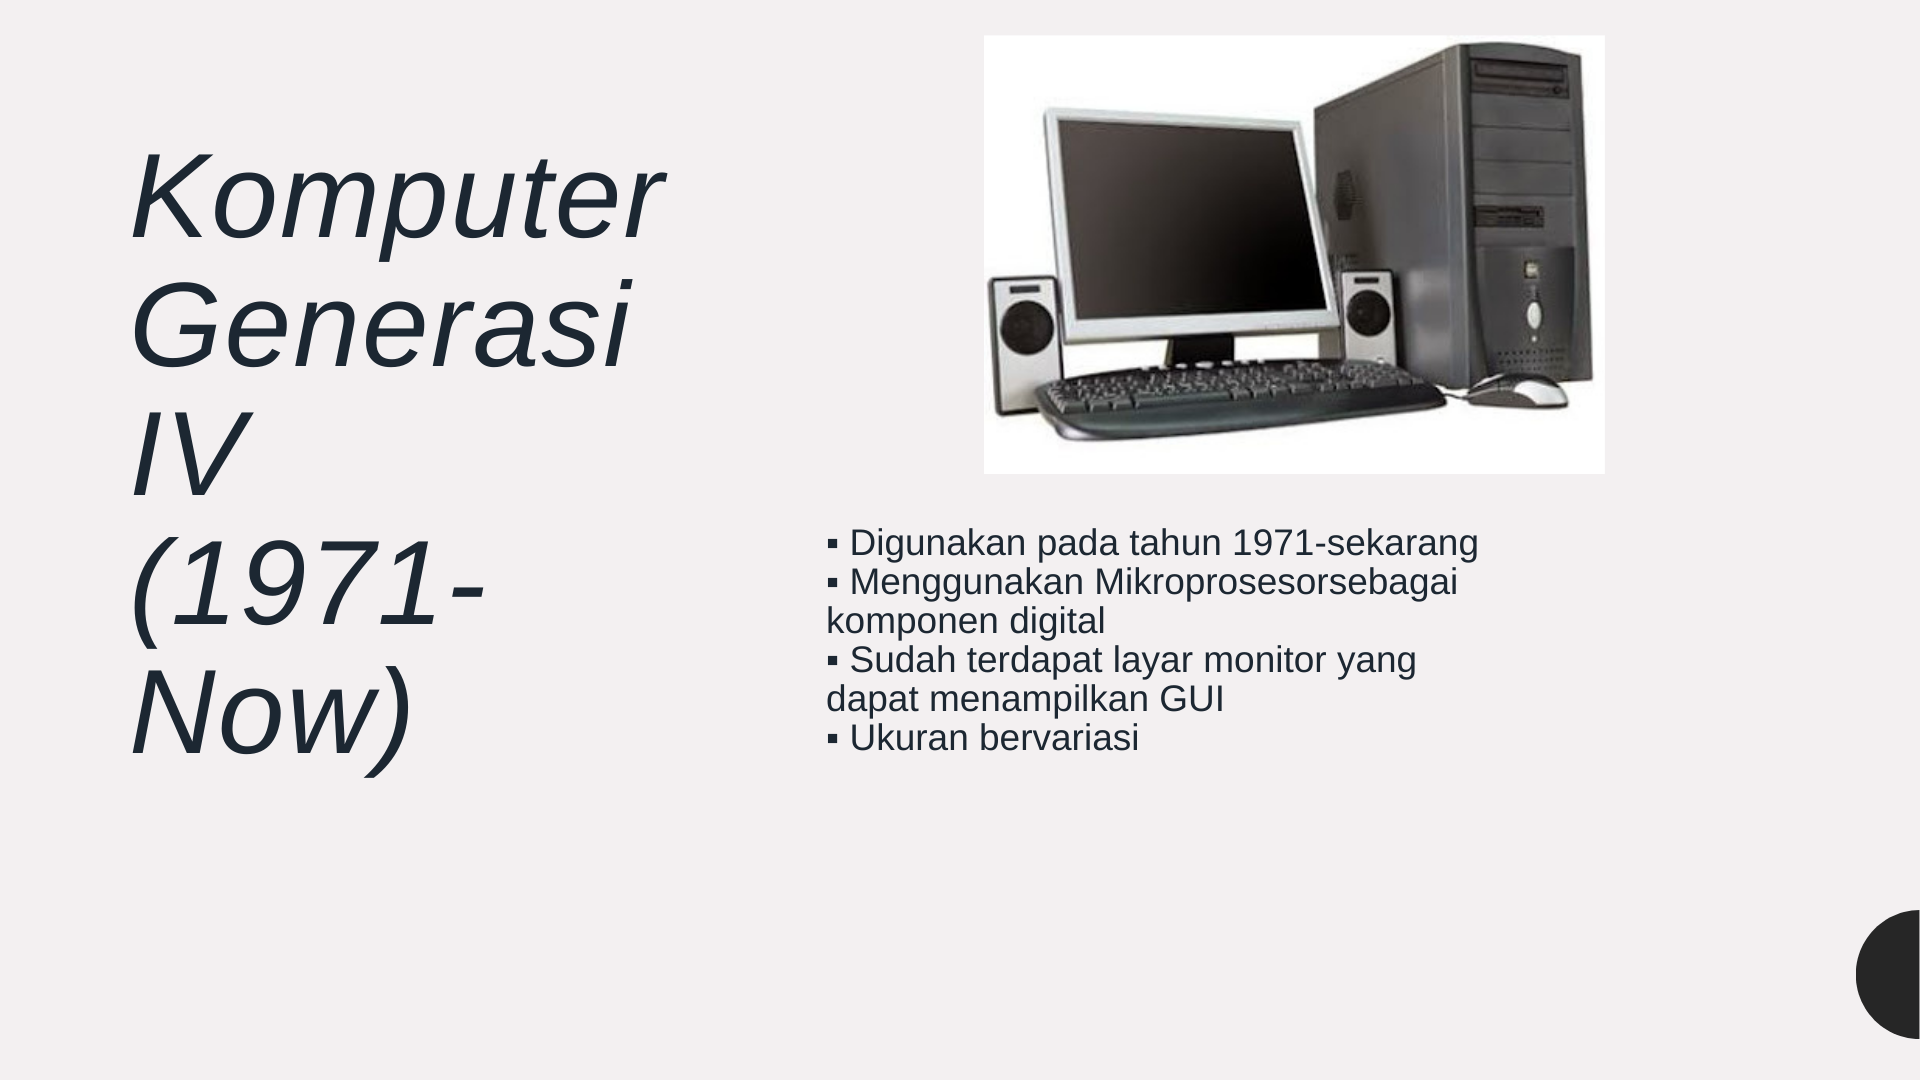 Komputer
Generasi
IV
(1971-
Now)
▪ Digunakan pada tahun 1971-sekarang
▪ Menggunakan Mikroprosesorsebagai
komponen digital
▪ Sudah terdapat layar monitor yang
dapat menampilkan GUI
▪ Ukuran bervariasi